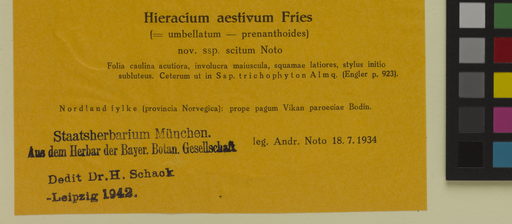 Hieracium aestivum Fries
(= umbellatum — prenanthoides)
nov. ssp. scitum Noto
Folia caulina acutiora, involucra maiuscula, squamae latiores, stylus initio
subluteus. Ceterum ut in Ssp. trichophyton Almq. (Engler p. 923).
Nordland fylke (provincia Norvegica): prope pagum Vikan paroeciae Bodin.
Staatsherbarium München.
Aus dem Herbar der Bayer. Botan. Gesellschaft
leg. Andr. Noto 18. 7. 1934
Dedit Dr. H. Schack
-Leipzig 1942.